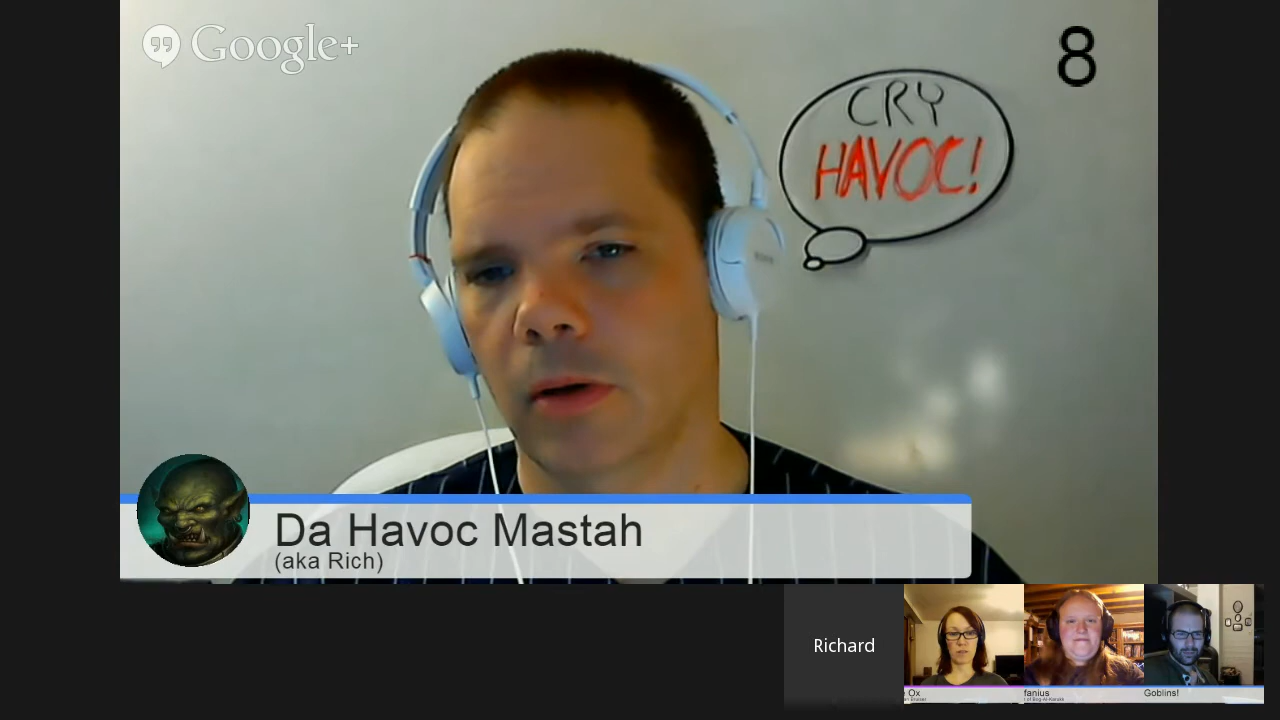 Google+
8
CRY
HAVOC!
Da Havoc Mastah
(aka Rich)
Richard
Ox
fanius
Goblins!